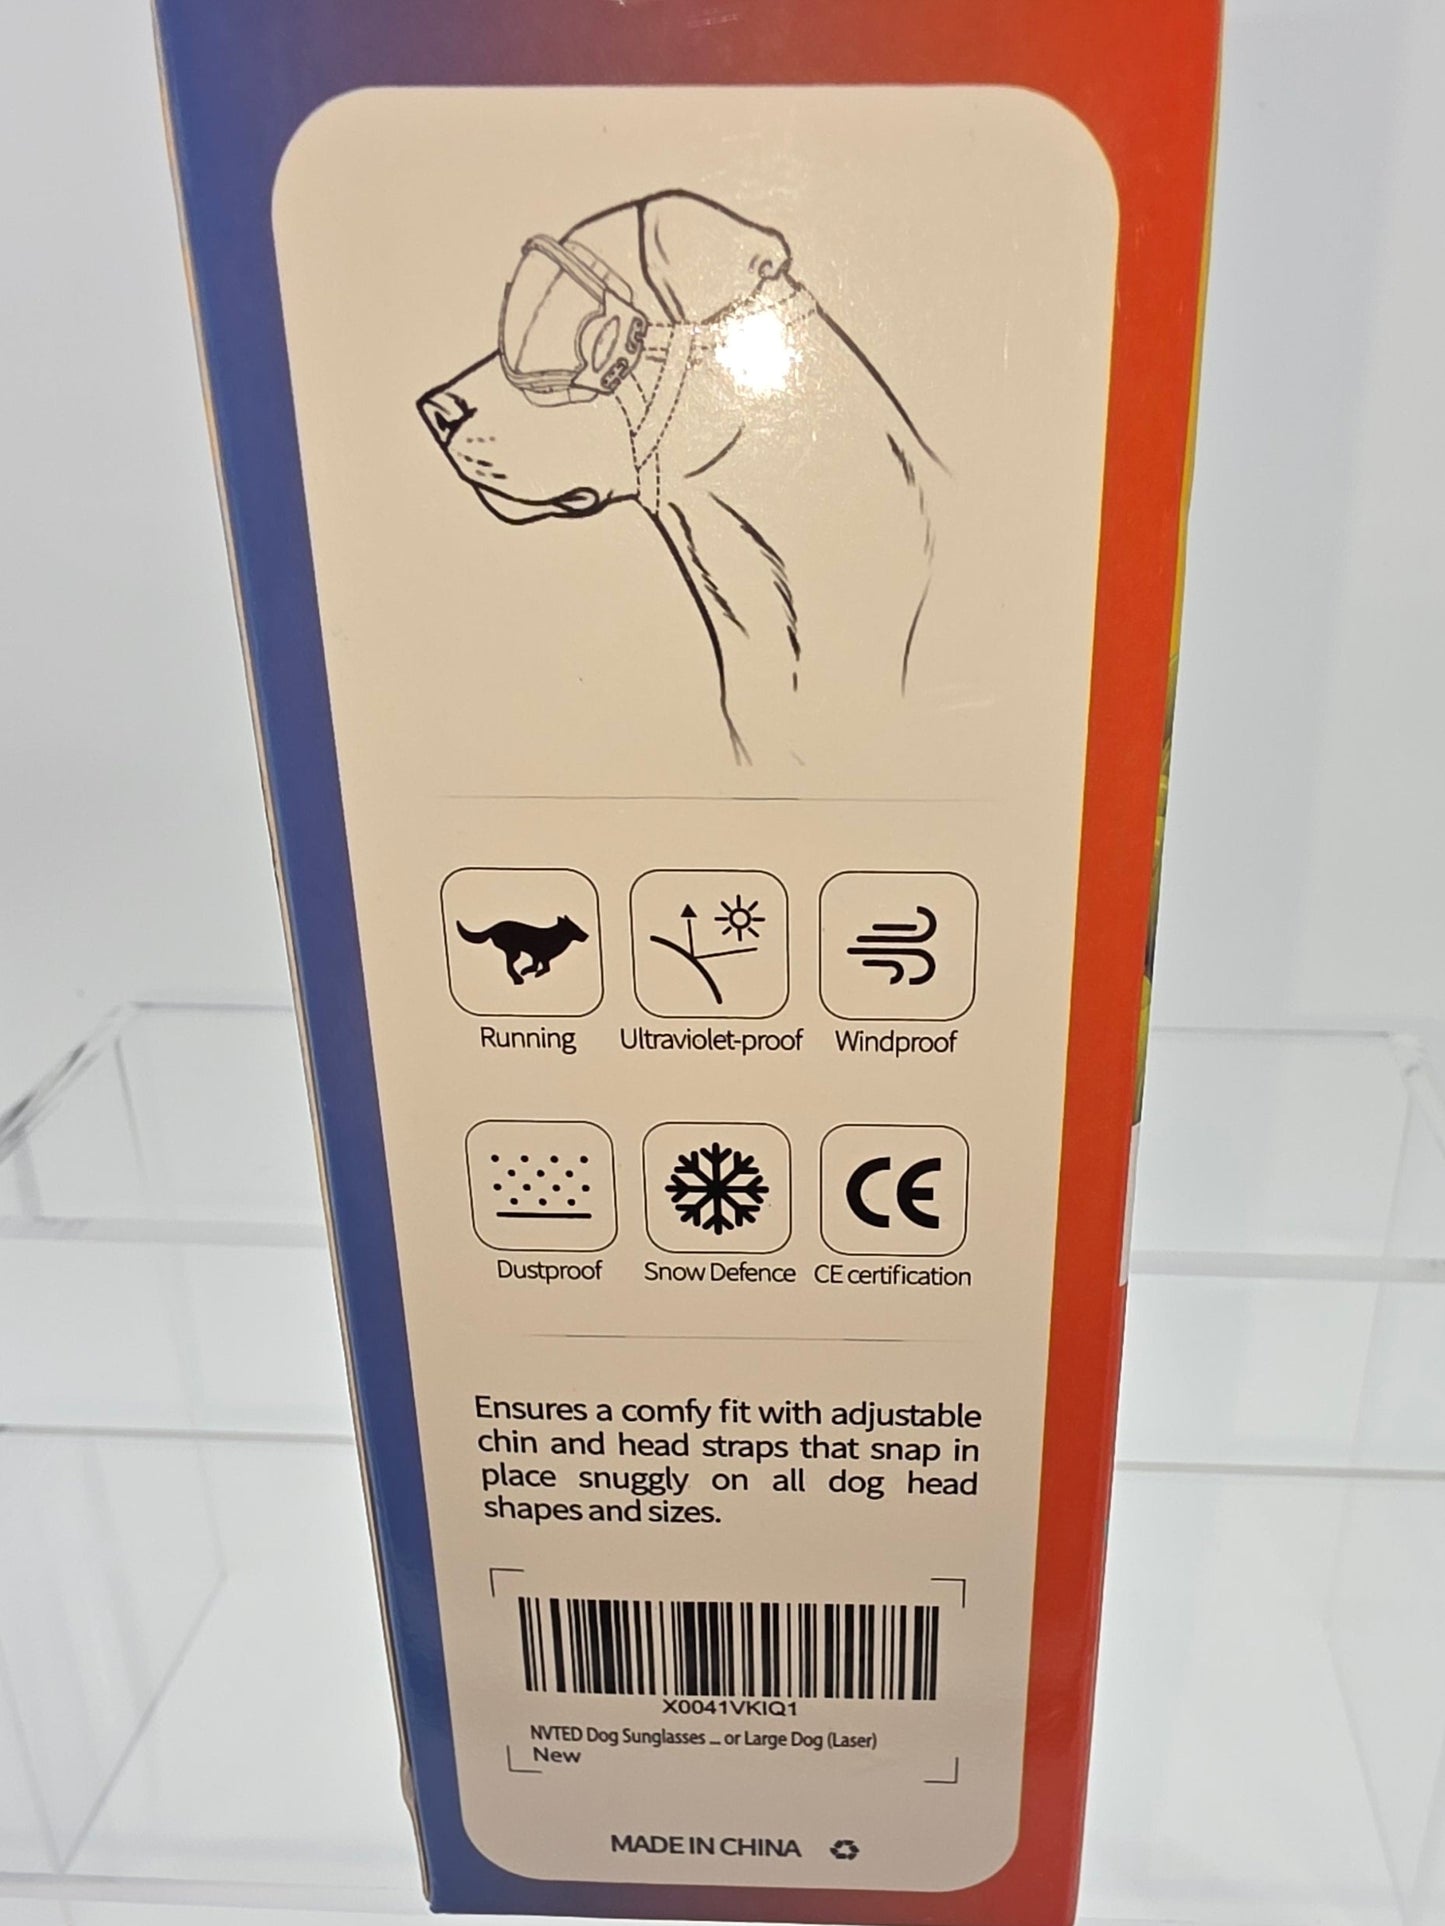 Running
Ultraviolet-proof
Windproof
Dustproof
Snow Defence
CE
CE certification
Ensures a comfy fit with adjustable
chin and head straps that snap in
place snuggly on all dog head
shapes and sizes.
X0041VKIQ1
NVTED Dog Sunglasses ... or Large Dog (Laser)
New
MADE IN CHINA